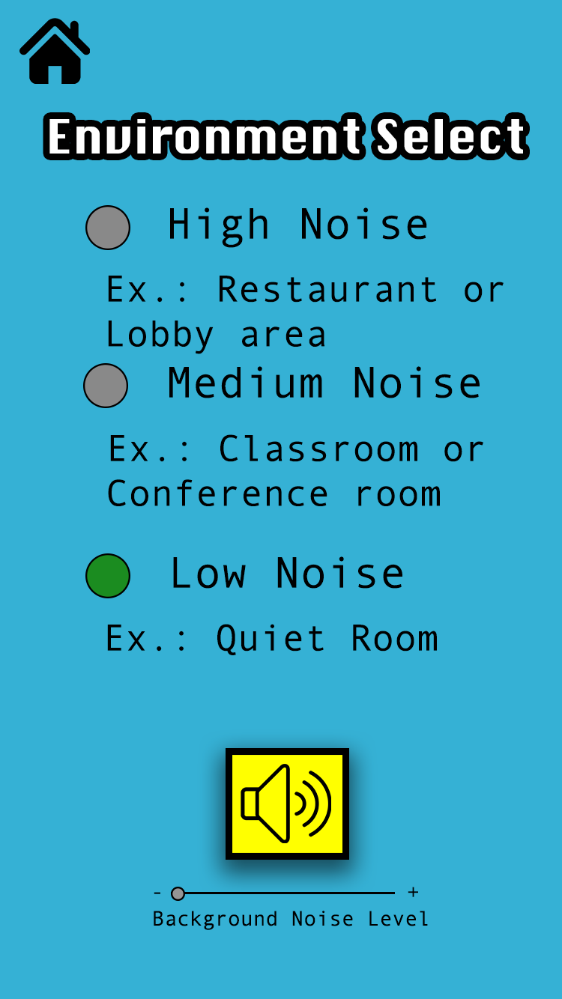 Environment Select
High Noise
Ex.: Restaurant or
Lobby area
Medium Noise
Ex.: Classroom or
Conference room
Low Noise
Ex.: Quiet Room
- +
Background Noise Level